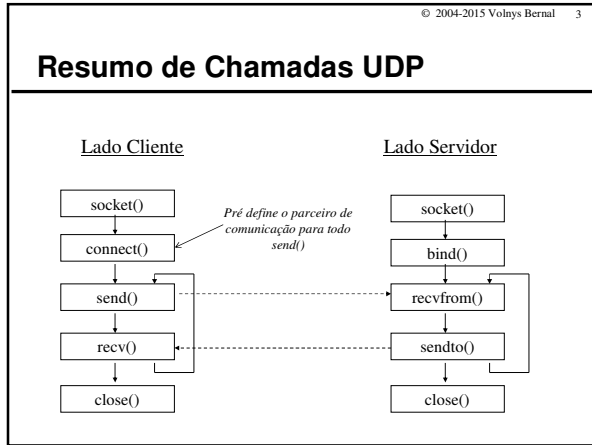 © 2004-2015 Volnys Bernal 3
Resumo de Chamadas UDP
Lado Cliente
Lado Servidor
socket()
connect()
send()
recv()
close()
Pré define o parceiro de
comunicação para todo
send()
socket()
bind()
recvfrom()
sendto()
close()